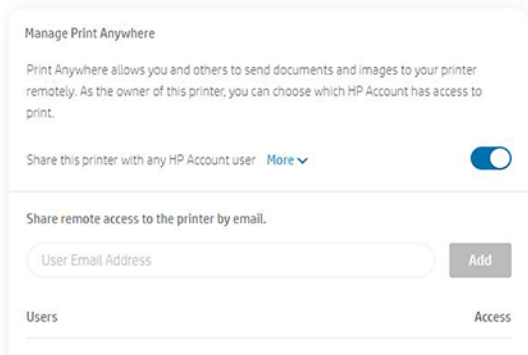 Manage Print Anywhere
Print Anywhere allows you and others to send documents and images to your printer
remotely. As the owner of this printer, you can choose which HP Account has access to
print.
Share this printer with any HP Account user More
Share remote access to the printer by email.
User Email Address Add
Users Access